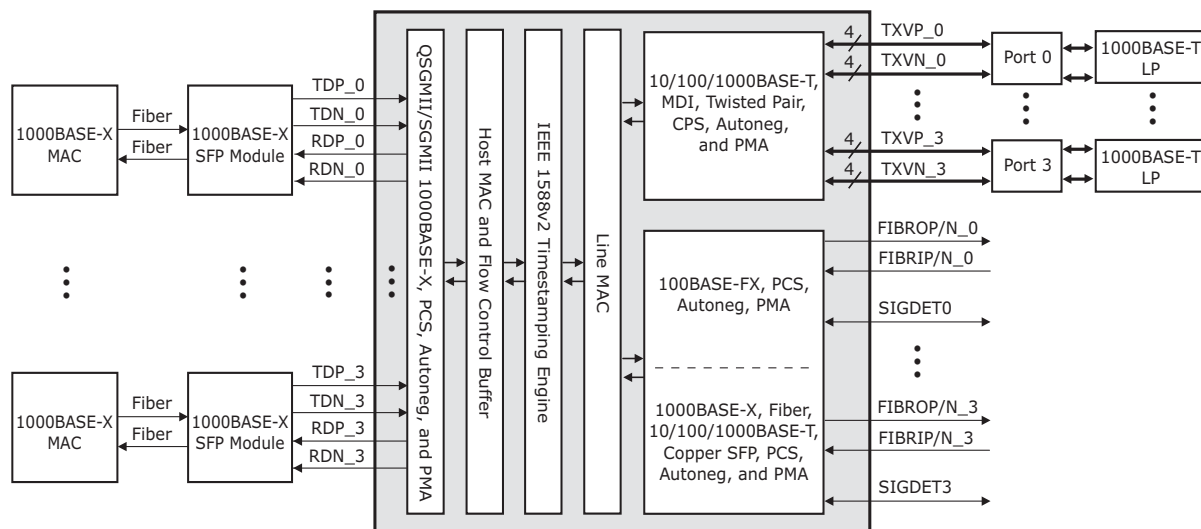 1000BASE-X
MAC
Fiber
Fiber
1000BASE-X
SFP Module
TDP_0
TDN_0
RDP_0
RDN_0
1000BASE-X
MAC
Fiber
Fiber
1000BASE-X
SFP Module
TDP_3
TDN_3
RDP_3
RDN_3
QSGMII/SGMII 1000BASE-X, PCS, Autoneg, and PMA
Host MAC and Flow Control Buffer
IEEE 1588v2 Timestamping Engine
Line MAC
10/100/1000BASE-T,
MDI, Twisted Pair,
CPS, Autoneg,
and PMA
4
TXVP_0
4
TXVN_0
4
TXVP_3
4
TXVN_3
Port 0
1000BASE-T
LP
Port 3
1000BASE-T
LP
100BASE-FX, PCS,
Autoneg, PMA
1000BASE-X, Fiber,
10/100/1000BASE-T,
Copper SFP, PCS,
Autoneg, and PMA
FIBROP/N_0
FIBRIP/N_0
SIGDET0
FIBROP/N_3
FIBRIP/N_3
SIGDET3